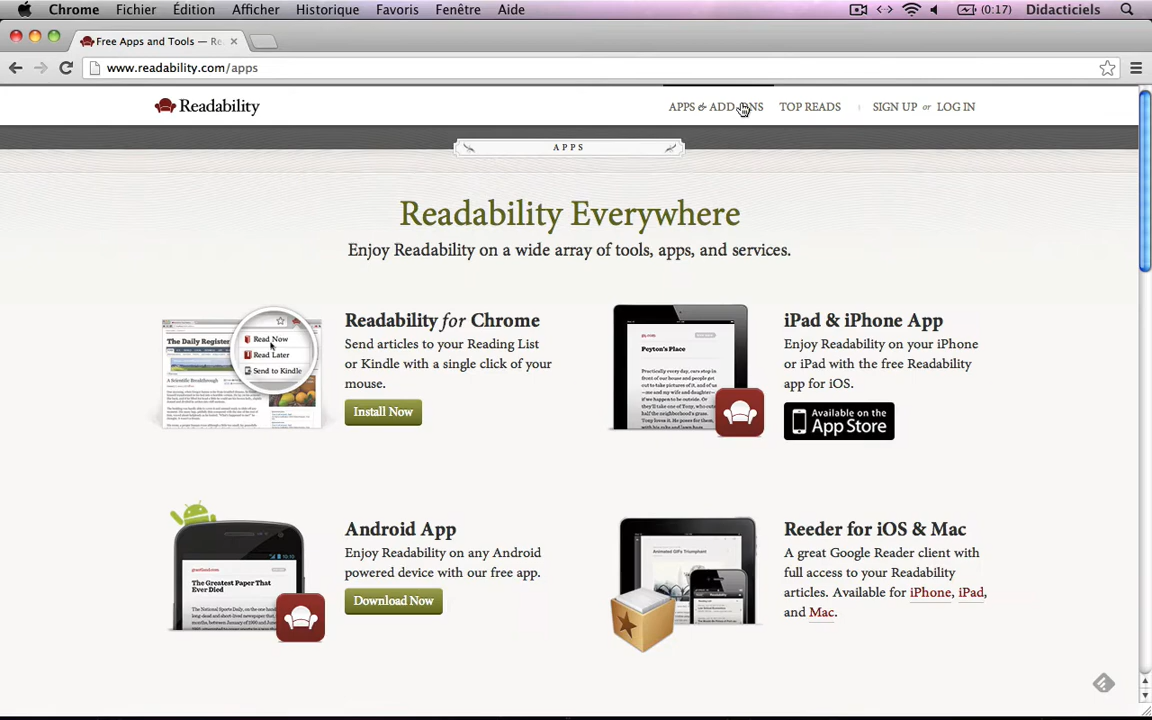 Chrome Fichier Édition Afficher Historique Favoris Fenêtre Aide (0:17) Didacticiels
Free Apps and Tools — Re
www.readability.com/apps
Readability APPS & ADD-ONS TOP READS SIGN UP or LOG IN
APPS
Readability Everywhere
Enjoy Readability on a wide array of tools, apps, and services.
The Daily Register
A Scientific Breakthrough
Read Now
Read Later
Send to Kindle
Readability for Chrome
Send articles to your Reading List
or Kindle with a single click of your
mouse.
Install Now
Peyton's Place
iPad & iPhone App
Enjoy Readability on your iPhone
or iPad with the free Readability
app for iOS.
Available on the
App Store
The Greatest Paper That
Ever Died
Android App
Enjoy Readability on any Android
powered device with our free app.
Download Now
Animated GIFs Triumphant
Reeder for iOS & Mac
A great Google Reader client with
full access to your Readability
articles. Available for iPhone, iPad,
and Mac.